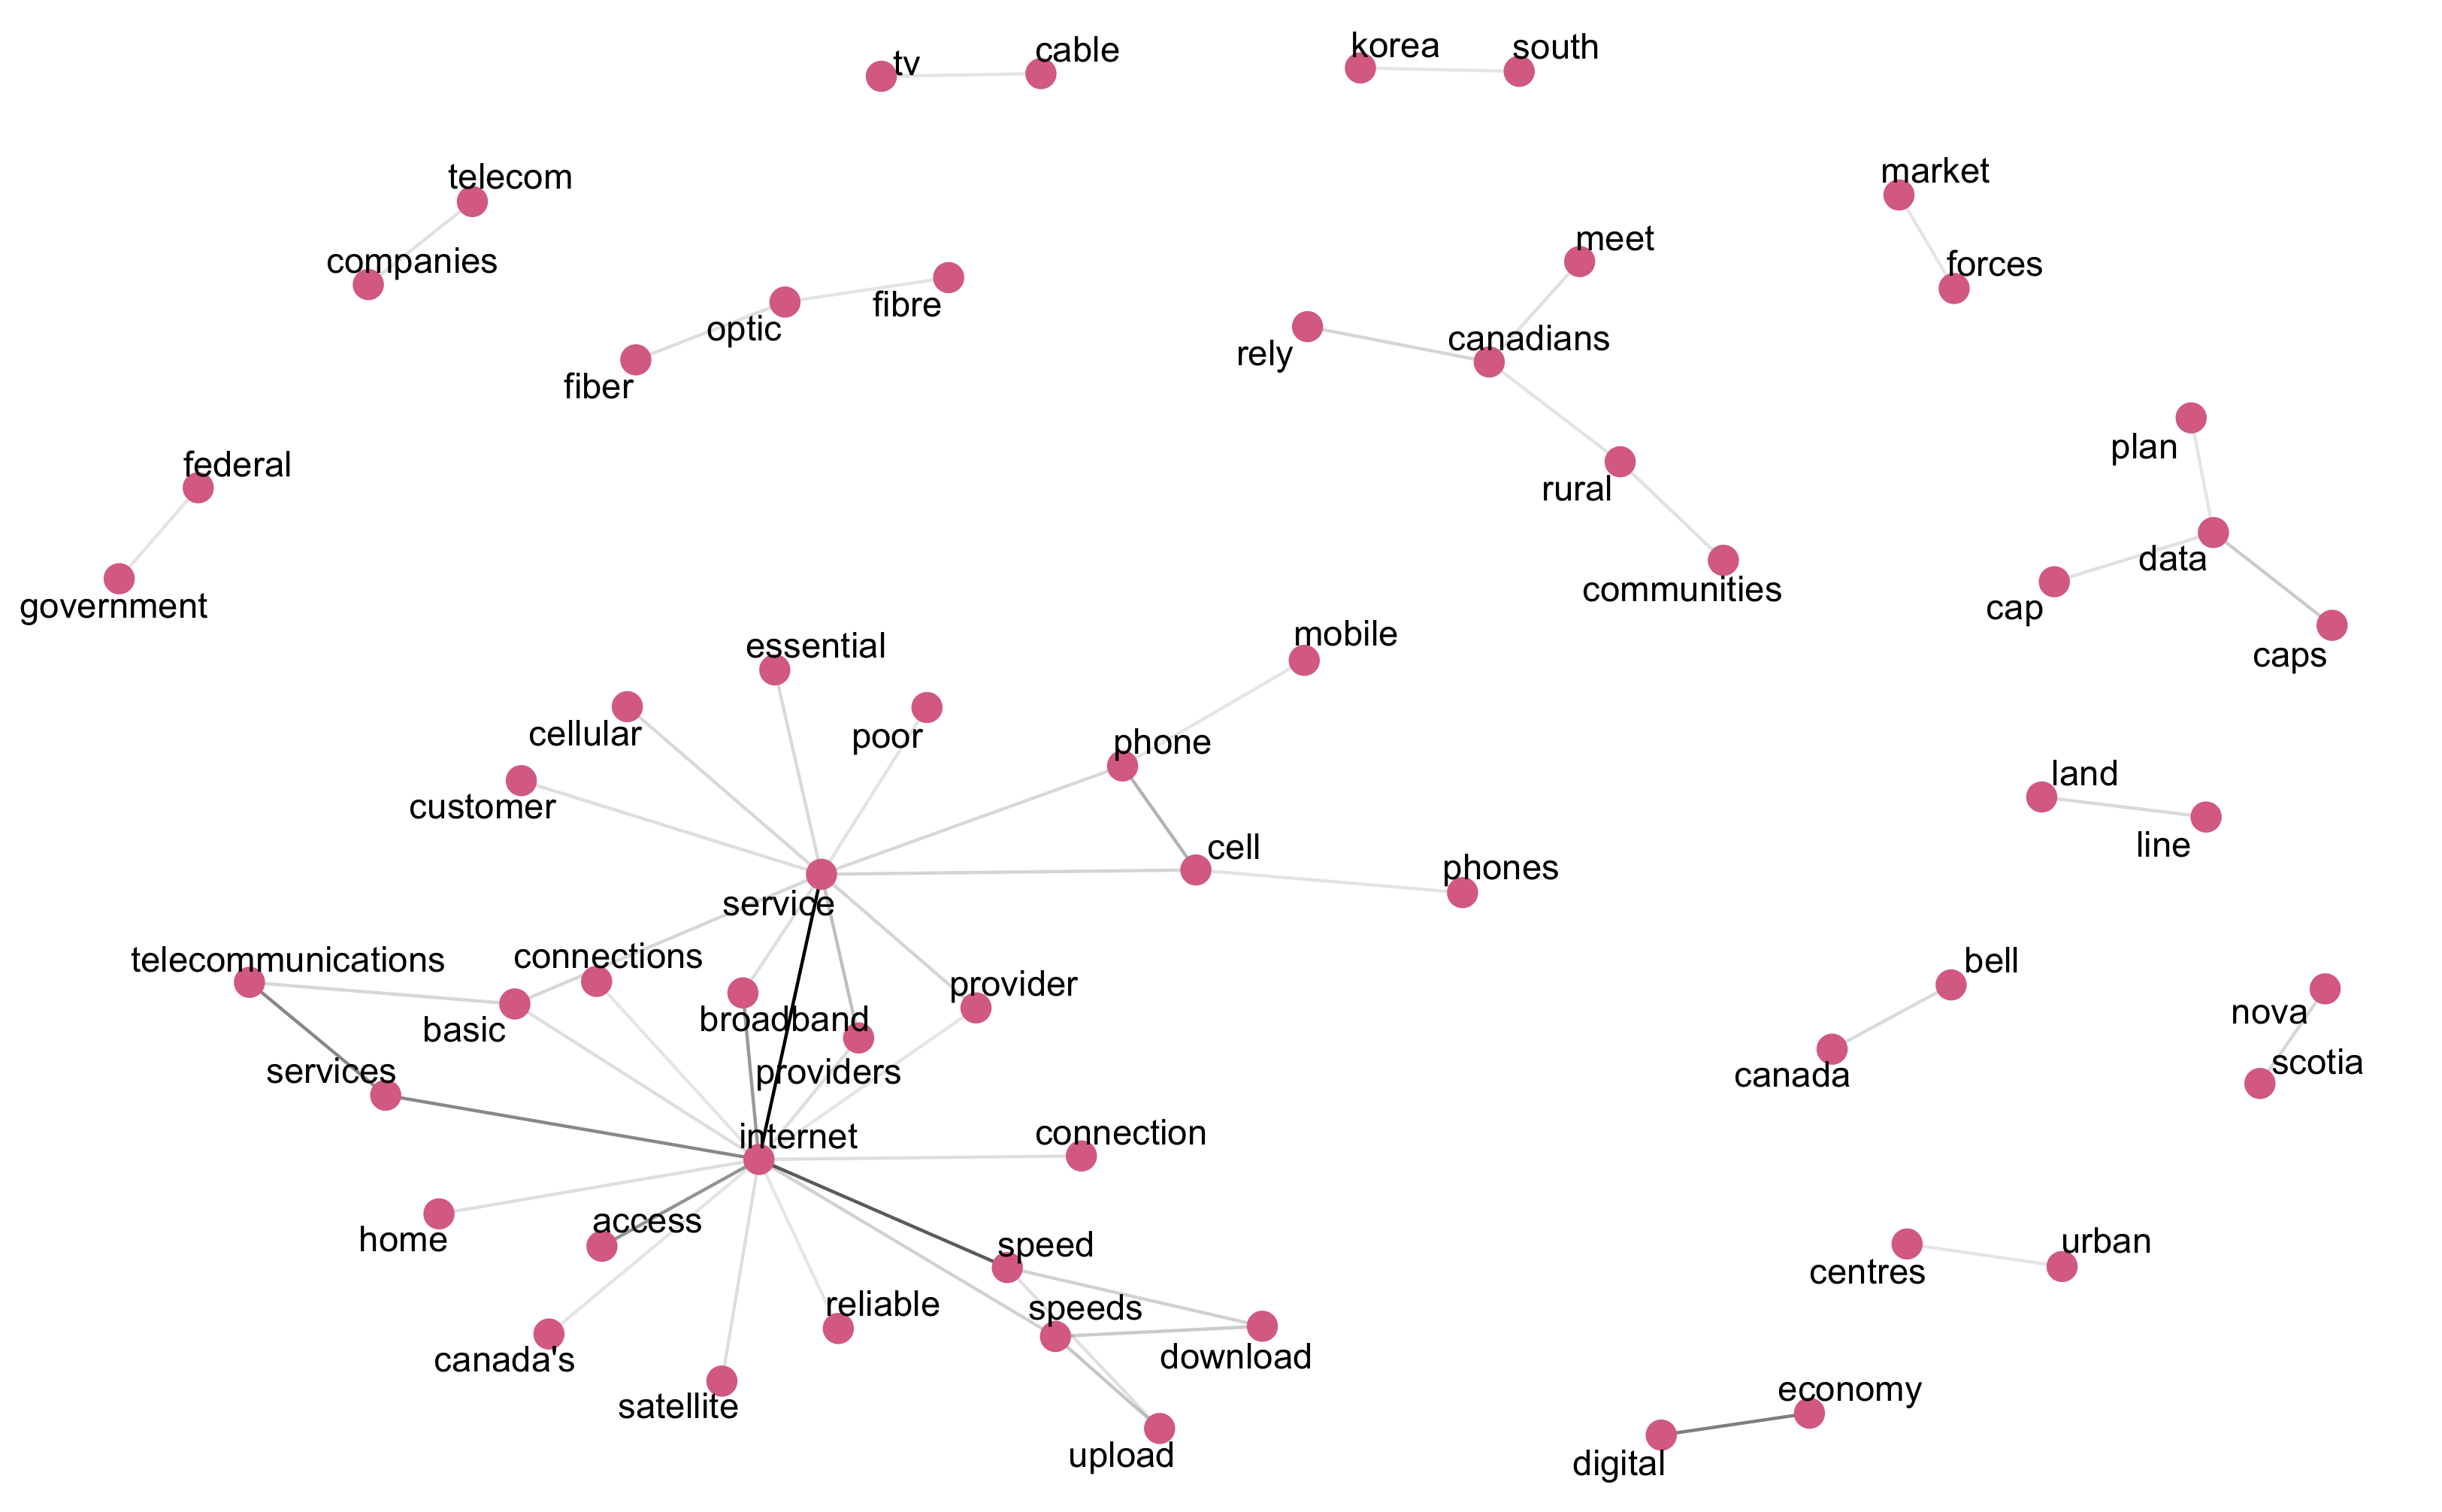 tv
cable
korea
south
telecom
market
companies
meet
forces
fibre
optic
canadians
rely
fiber
plan
federal
rural
data
government
communities
cap
essential
mobile
caps
cellular
poor
phone
land
customer
cell
line
phones
service
telecommunications
connections
bell
provider
nova
basic
broadband
services
providers
canada
scotia
internet
connection
home
access
speed
urban
centres
reliable
speeds
canada's
download
satellite
economy
upload
digital